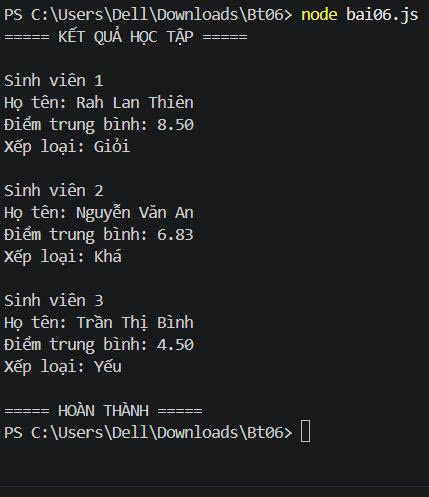 PS C:\Users\Dell\Downloads\Bt06> node bai06.js
===== KẾT QUẢ HỌC TẬP =====
Sinh viên 1
Họ tên: Rah Lan Thiên
Điểm trung bình: 8.50
Xếp loại: Giỏi
Sinh viên 2
Họ tên: Nguyễn Văn An
Điểm trung bình: 6.83
Xếp loại: Khá
Sinh viên 3
Họ tên: Trần Thị Bình
Điểm trung bình: 4.50
Xếp loại: Yếu
===== HOÀN THÀNH =====
PS C:\Users\Dell\Downloads\Bt06>